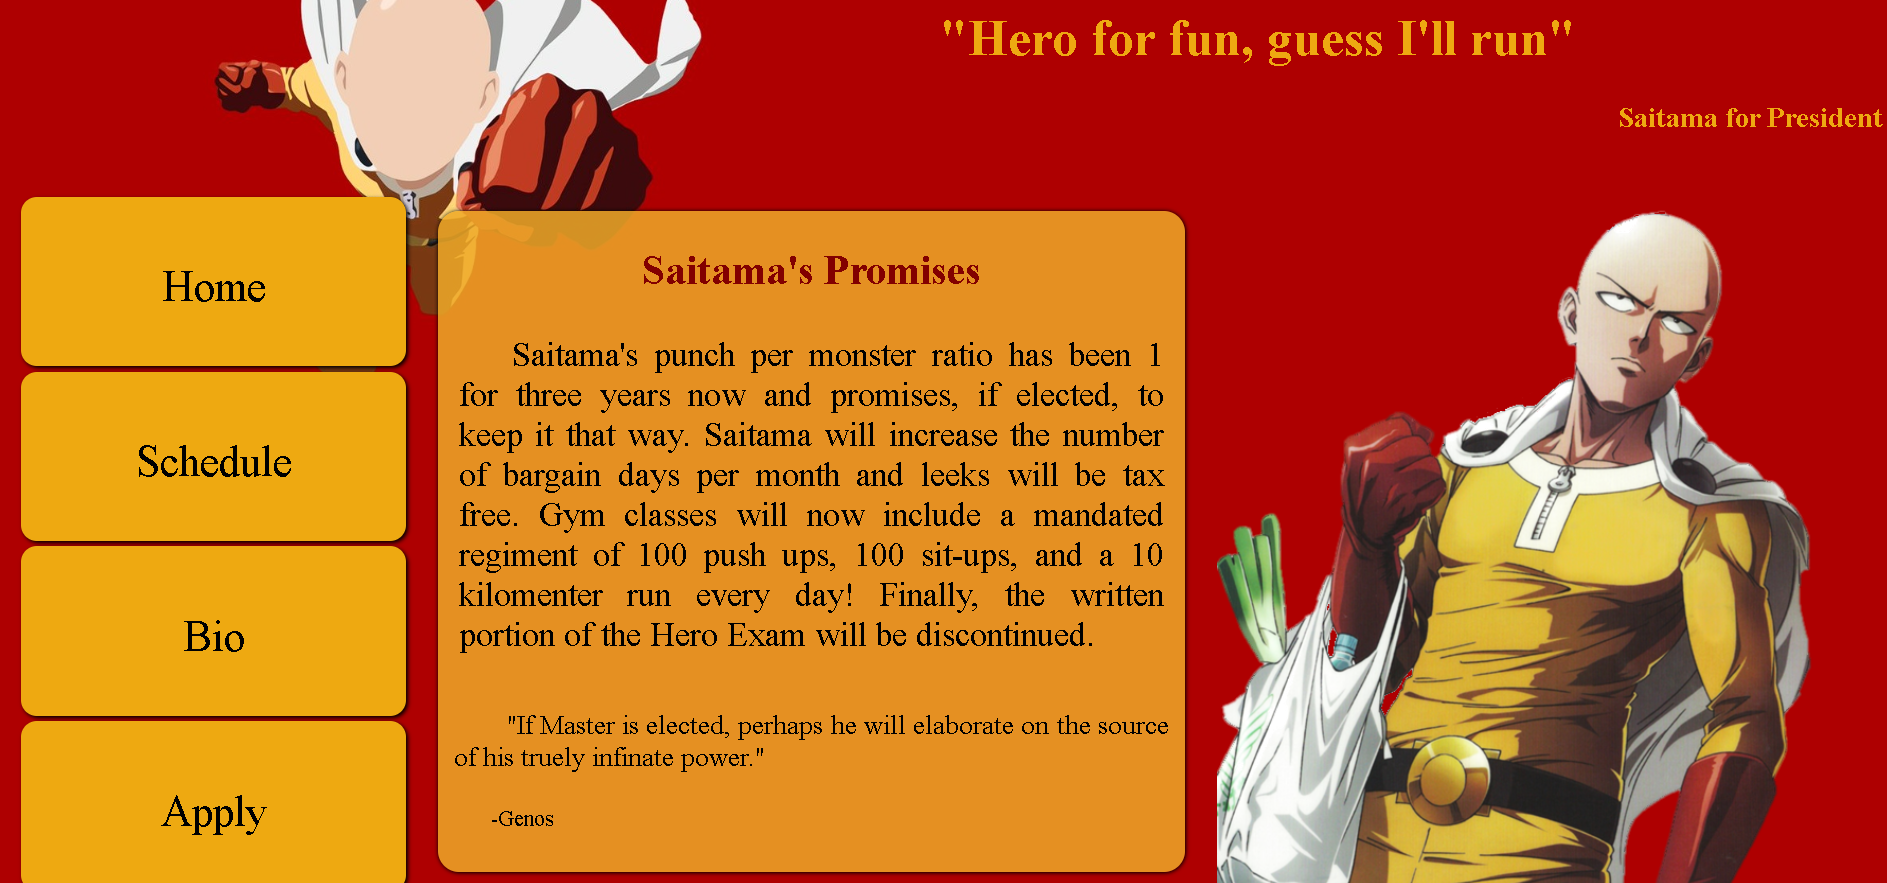 "Hero for fun, guess I'll run"
Saitama for President
Home
Schedule
Bio
Apply
Saitama's Promises
Saitama's punch per monster ratio has been 1
for three years now and promises, if elected, to
keep it that way. Saitama will increase the number
of bargain days per month and leeks will be tax
free. Gym classes will now include a mandated
regiment of 100 push ups, 100 sit-ups, and a 10
kilomenter run every day! Finally, the written
portion of the Hero Exam will be discontinued.
"If Master is elected, perhaps he will elaborate on the source
of his truely infinate power."
-Genos